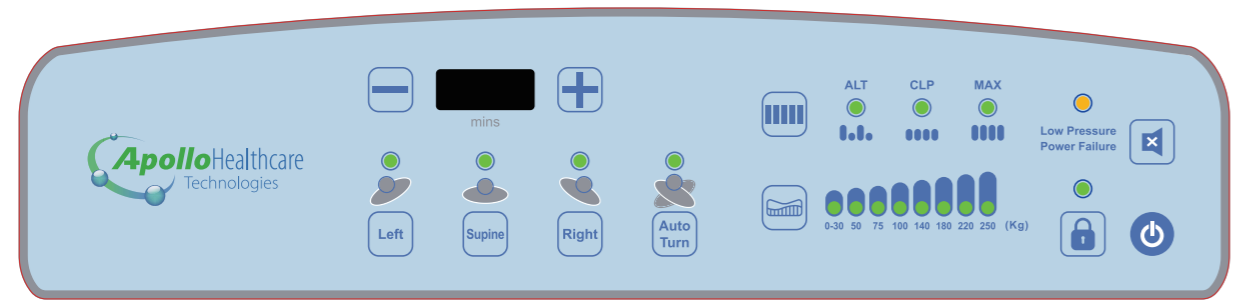 ApolloHealthcare
Technologies
mins
Left
Supine
Right
Auto
Turn
ALT CLP MAX
0-30 50 75 100 140 180 220 250 (Kg)
Low Pressure
Power Failure